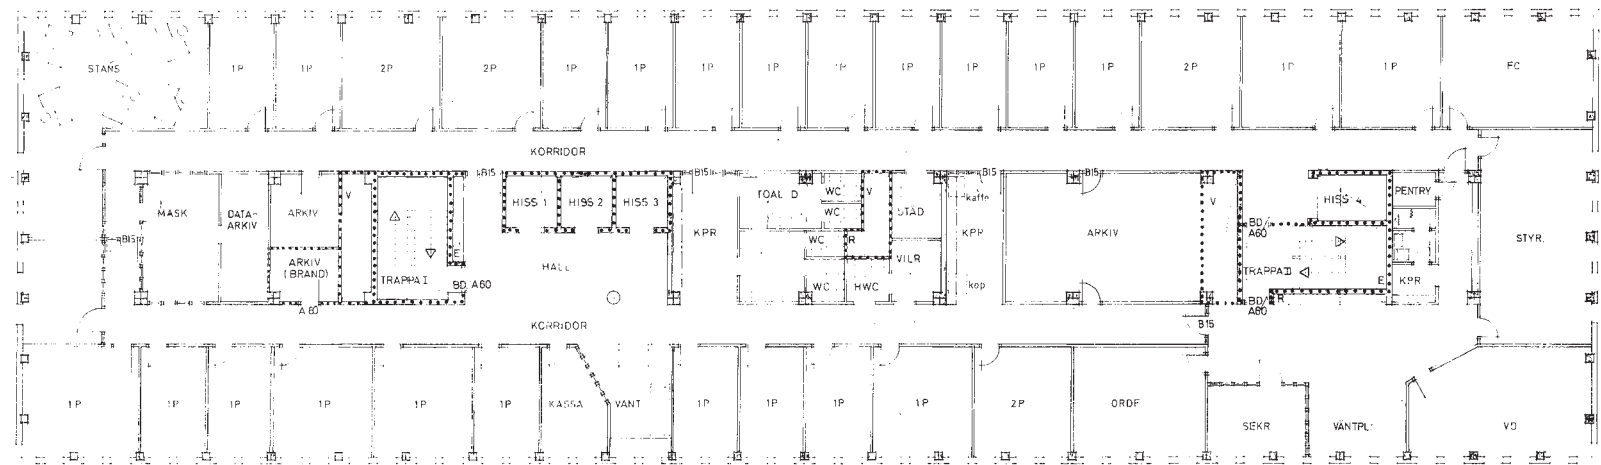 STANS
1P
1P
2P
2P
1P
1P
1P
1P
1P
1P
1P
1P
1P
2P
1P
1P
KORRIDOR
B15
B15
B15
B15
MASK
DATA-
ARKIV
ARKIV
V
HISS 1
HISS 2
HISS 3
TOAL
WC
V
STÄD
kaffe
V
BD/
A60
HISS 4
PENTRY
B15
ARKIV
(BRAND)
TRAPPA I
E
BD/A60
HALL
KPR
WC
WC
R
VILR
KPR
ARKIV
TRAPPA II
E
STYR.
WC
HWC
kop
BD/
A60
R
KPR
A60
KORRIDOR
B15
1P
1P
1P
1P
1P
1P
KASSA
VÄNT
1P
1P
1P
1P
2P
ORDF
SEKR
VÄNTPL.
VD